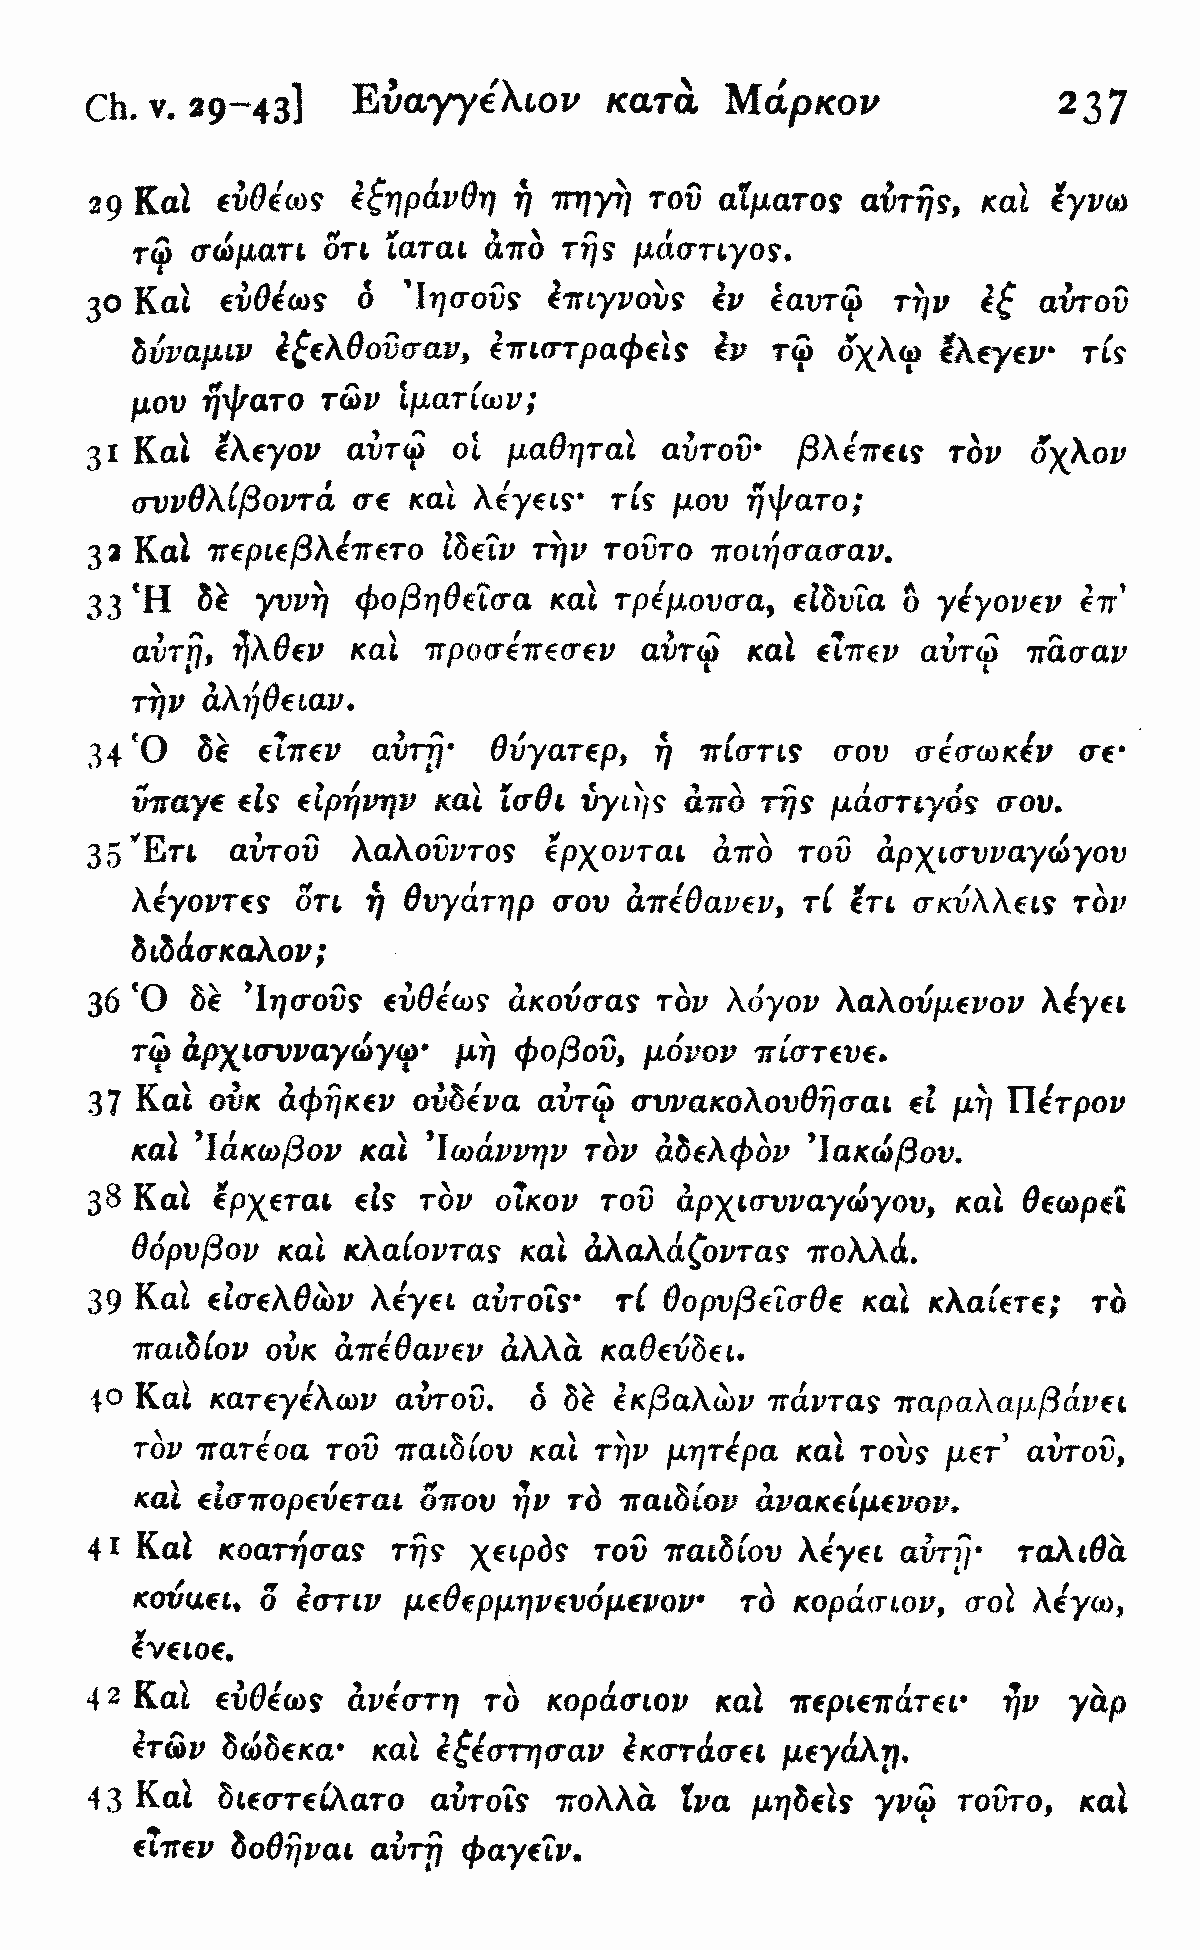 Ch. v. 29–43] Εὐαγγέλιον κατὰ Μάρκον 237
29 Καὶ εὐθέως ἐξηράνθη ἡ πηγὴ τοῦ αἵματος αὐτῆς, καὶ ἔγνω
τῷ σώματι ὅτι ἴαται ἀπὸ τῆς μάστιγος.
30 Καὶ εὐθέως ὁ Ἰησοῦς ἐπιγνοὺς ἐν ἑαυτῷ τὴν ἐξ αὐτοῦ
δύναμιν ἐξελθοῦσαν, ἐπιστραφεὶς ἐν τῷ ὄχλῳ ἔλεγεν· τίς
μου ἥψατο τῶν ἱματίων;
31 Καὶ ἔλεγον αὐτῷ οἱ μαθηταὶ αὐτοῦ· βλέπεις τὸν ὄχλον
συνθλίβοντά σε καὶ λέγεις· τίς μου ἥψατο;
32 Καὶ περιεβλέπετο ἰδεῖν τὴν τοῦτο ποιήσασαν.
33 Ἡ δὲ γυνὴ φοβηθεῖσα καὶ τρέμουσα, εἰδυῖα ὃ γέγονεν ἐπ’
αὐτῇ, ἦλθεν καὶ προσέπεσεν αὐτῷ καὶ εἶπεν αὐτῷ πᾶσαν
τὴν ἀλήθειαν.
34 Ὁ δὲ εἶπεν αὐτῇ· θύγατερ, ἡ πίστις σου σέσωκέν σε·
ὕπαγε εἰς εἰρήνην καὶ ἴσθι ὑγιὴς ἀπὸ τῆς μάστιγός σου.
35 Ἔτι αὐτοῦ λαλοῦντος ἔρχονται ἀπὸ τοῦ ἀρχισυναγώγου
λέγοντες ὅτι ἡ θυγάτηρ σου ἀπέθανεν, τί ἔτι σκύλλεις τὸν
διδάσκαλον;
36 Ὁ δὲ Ἰησοῦς εὐθέως ἀκούσας τὸν λόγον λαλούμενον λέγει
τῷ ἀρχισυναγώγῳ· μὴ φοβοῦ, μόνον πίστευε.
37 Καὶ οὐκ ἀφῆκεν οὐδένα αὐτῷ συνακολουθῆσαι εἰ μὴ Πέτρον
καὶ Ἰάκωβον καὶ Ἰωάννην τὸν ἀδελφὸν Ἰακώβου.
38 Καὶ ἔρχεται εἰς τὸν οἶκον τοῦ ἀρχισυναγώγου, καὶ θεωρεῖ
θόρυβον καὶ κλαίοντας καὶ ἀλαλάζοντας πολλά.
39 Καὶ εἰσελθὼν λέγει αὐτοῖς· τί θορυβεῖσθε καὶ κλαίετε; τὸ
παιδίον οὐκ ἀπέθανεν ἀλλὰ καθεύδει.
40 Καὶ κατεγέλων αὐτοῦ. ὁ δὲ ἐκβαλὼν πάντας παραλαμβάνει
τὸν πατέρα τοῦ παιδίου καὶ τὴν μητέρα καὶ τοὺς μετ’ αὐτοῦ,
καὶ εἰσπορεύεται ὅπου ἦν τὸ παιδίον ἀνακείμενον.
41 Καὶ κρατήσας τῆς χειρὸς τοῦ παιδίου λέγει αὐτῇ· ταλιθὰ
κούμει, ὅ ἐστιν μεθερμηνευόμενον· τὸ κοράσιον, σοὶ λέγω,
ἔγειρε.
42 Καὶ εὐθέως ἀνέστη τὸ κοράσιον καὶ περιεπάτει· ἦν γὰρ
ἐτῶν δώδεκα· καὶ ἐξέστησαν ἐκστάσει μεγάλῃ.
43 Καὶ διεστείλατο αὐτοῖς πολλὰ ἵνα μηδεὶς γνῷ τοῦτο, καὶ
εἶπεν δοθῆναι αὐτῇ φαγεῖν.